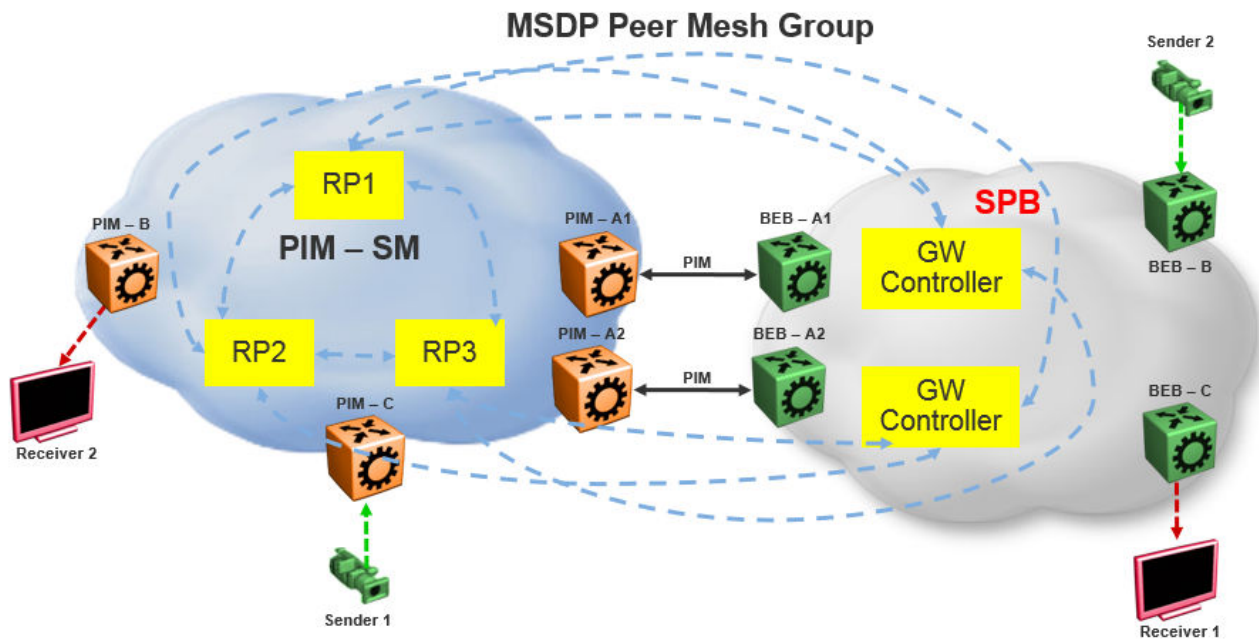 MSDP Peer Mesh Group
Sender 2
RP1
SPB
PIM – B
PIM – A1
BEB – A1
PIM – SM
PIM
GW
Controller
BEB – B
RP2
RP3
PIM – A2
BEB – A2
PIM
GW
Controller
BEB – C
PIM – C
Receiver 2
Sender 1
Receiver 1